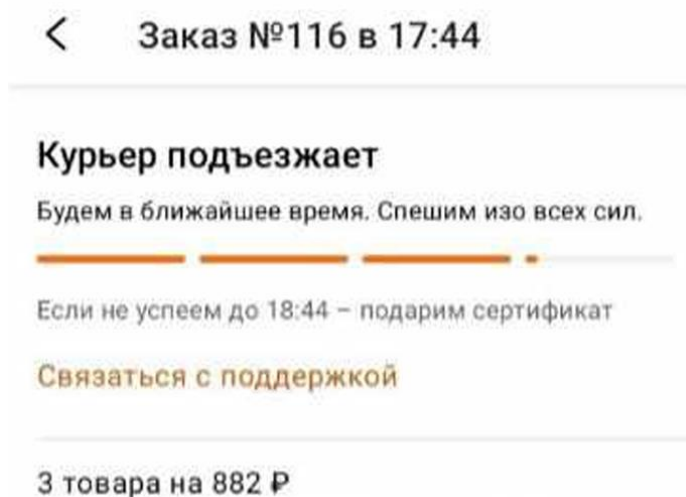 Заказ №116 в 17:44
Курьер подъезжает
Будем в ближайшее время. Спешим изо всех сил.
Если не успеем до 18:44 – подарим сертификат
Связаться с поддержкой
3 товара на 882 ₽